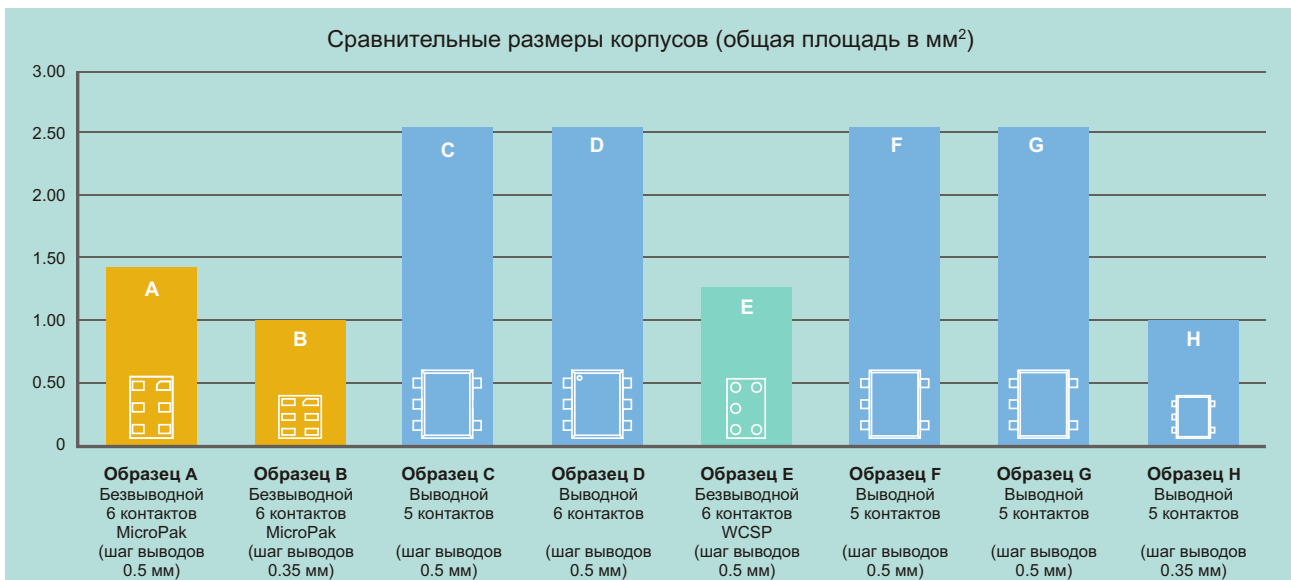 Сравнительные размеры корпусов (общая площадь в мм²)
3.00
2.50
2.00
1.50
1.00
0.50
0
A
B
C
D
E
F
G
H
Образец A
Безвыводной
6 контактов
MicroPak
(шаг выводов
0.5 мм)
Образец B
Безвыводной
6 контактов
MicroPak
(шаг выводов
0.35 мм)
Образец C
Выводной
5 контактов
(шаг выводов
0.5 мм)
Образец D
Выводной
6 контактов
(шаг выводов
0.5 мм)
Образец E
Безвыводной
6 контактов
WCSP
(шаг выводов
0.5 мм)
Образец F
Выводной
5 контактов
(шаг выводов
0.5 мм)
Образец G
Выводной
5 контактов
(шаг выводов
0.5 мм)
Образец H
Выводной
5 контактов
(шаг выводов
0.35 мм)